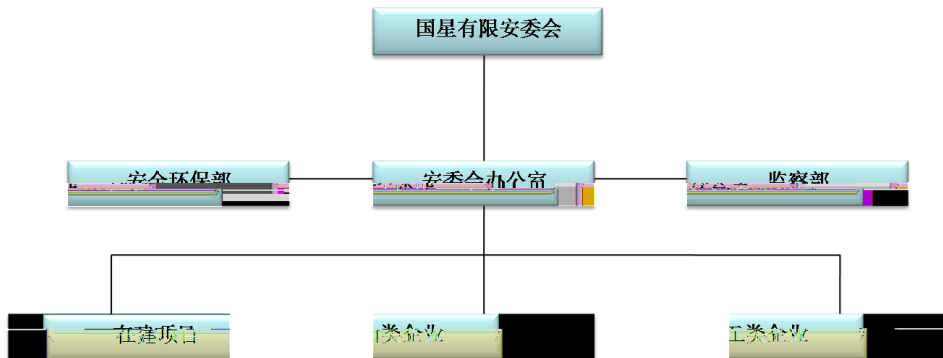 国星有限安委会
安全环保部
安委会办公室
监察部
在建项目
类企业
工类企业